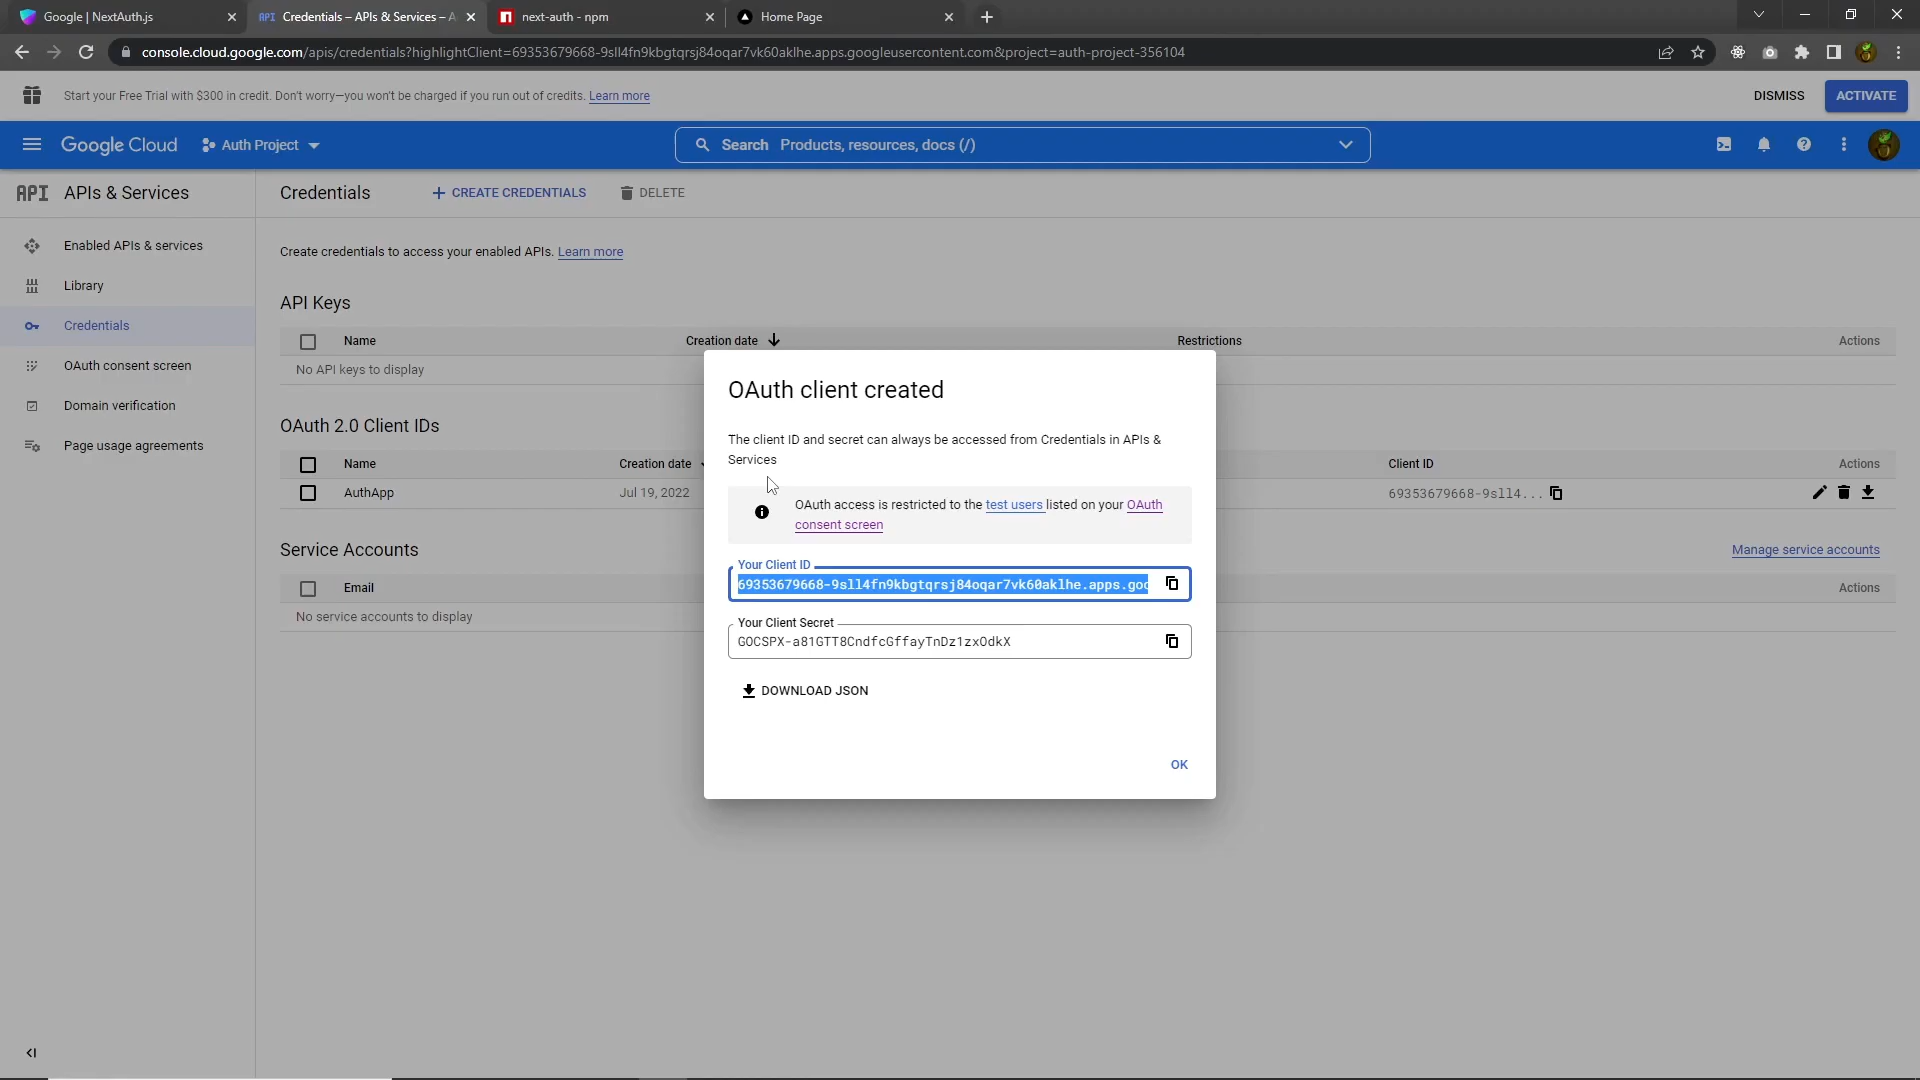 Google | NextAuth.js
API Credentials – APIs & Services – A
next-auth - npm
Home Page
console.cloud.google.com/apis/credentials?highlightClient=69353679668-9sll4fn9kbgtqrsj84oqar7vk60aklhe.apps.googleusercontent.com&project=auth-project-356104
Start your Free Trial with $300 in credit. Don't worry—you won't be charged if you run out of credits. Learn more
DISMISS
ACTIVATE
Google Cloud
Auth Project
Search Products, resources, docs (/)
API APIs & Services
Credentials
CREATE CREDENTIALS
DELETE
Enabled APIs & services
Library
Credentials
OAuth consent screen
Domain verification
Page usage agreements
Create credentials to access your enabled APIs. Learn more
API Keys
Name
Creation date
Restrictions
Actions
No API keys to display
OAuth 2.0 Client IDs
Name
Creation date
Client ID
Actions
AuthApp
Jul 19, 2022
69353679668-9sll4...
Service Accounts
Manage service accounts
Email
Actions
No service accounts to display
OAuth client created
The client ID and secret can always be accessed from Credentials in APIs &
Services
OAuth access is restricted to the test users listed on your OAuth
consent screen
Your Client ID
69353679668-9sll4fn9kbgtqrsj84oqar7vk60aklhe.apps.goo
Your Client Secret
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
DOWNLOAD JSON
OK